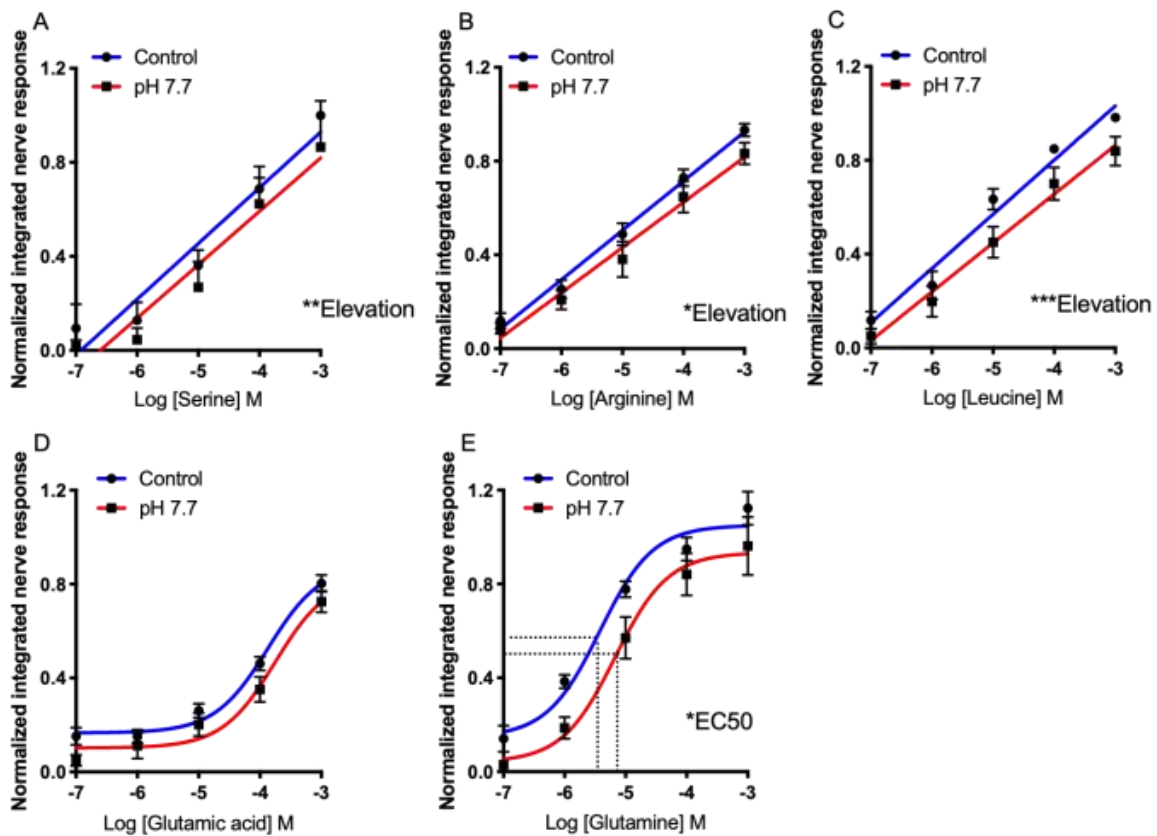 A
Normalized integrated nerve response
Control
pH 7.7
1.2
0.8
0.4
0.0
**Elevation
-7 -6 -5 -4 -3
Log [Serine] M
B
Normalized integrated nerve response
Control
pH 7.7
1.2
0.8
0.4
0.0
*Elevation
-7 -6 -5 -4 -3
Log [Arginine] M
C
Normalized integrated nerve response
Control
pH 7.7
1.2
0.8
0.4
0.0
***Elevation
-7 -6 -5 -4 -3
Log [Leucine] M
D
Normalized integrated nerve response
Control
pH 7.7
1.2
0.8
0.4
0.0
-7 -6 -5 -4 -3
Log [Glutamic acid] M
E
Normalized integrated nerve response
Control
pH 7.7
1.2
0.8
0.4
0.0
*EC50
-7 -6 -5 -4 -3
Log [Glutamine] M